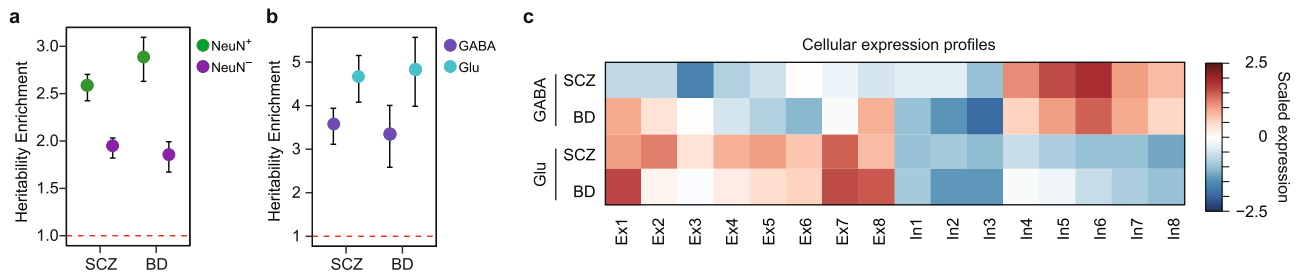 a
Heritability Enrichment
3.0
2.5
2.0
1.5
1.0
SCZ BD
NeuN⁺
NeuN⁻
b
Heritability Enrichment
5
4
3
2
1
SCZ BD
GABA
Glu
c
Cellular expression profiles
GABA
SCZ
BD
Glu
SCZ
BD
Ex1 Ex2 Ex3 Ex4 Ex5 Ex6 Ex7 Ex8 In1 In2 In3 In4 In5 In6 In7 In8
2.5
0
−2.5
Scaled expression